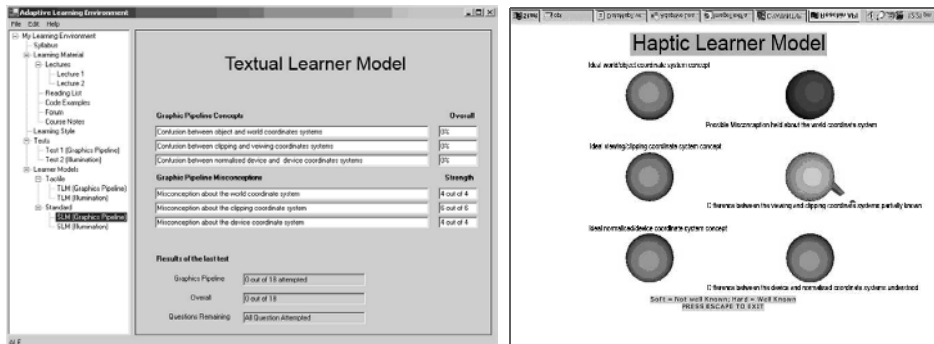 Adaptive Learning Environment
File Edit Help
My Learning Environment
Syllabus
Learning Material
Lectures
Lecture 1
Lecture 2
Reading List
Code Examples
Forum
Course Notes
Learning Style
Tests
Test 1 (Graphics Pipeline)
Test 2 (Illumination)
Learner Models
Tactile
TLM (Graphics Pipeline)
TLM (Illumination)
Standard
SLM (Graphics Pipeline)
SLM (Illumination)
Textual Learner Model
Graphic Pipeline Concepts Overall
Confusion between object and world coordinates systems 0%
Confusion between clipping and viewing coordinates systems 0%
Confusion between normalised device and device coordinates systems 0%
Graphic Pipeline Misconceptions Strength
Misconception about the world coordinate system 4 out of 4
Misconception about the clipping coordinate system 6 out of 6
Misconception about the device coordinate system 4 out of 4
Results of the last test
Graphics Pipeline 0 out of 18 attempted
Overall 0 out of 18
Questions Remaining All Question Attempted
ALE
Haptic Learner Model
Ideal world/object coordinate system concept
Possible Misconception held about the world coordinate system
Ideal viewing/clipping coordinate system concept
Difference between the viewing and clipping coordinate systems partially known
Ideal normalised/device coordinate system concept
Difference between the device and normalised coordinate systems understood
Soft = Not well Known; Hard = Well Known
PRESS ESCAPE TO EXIT